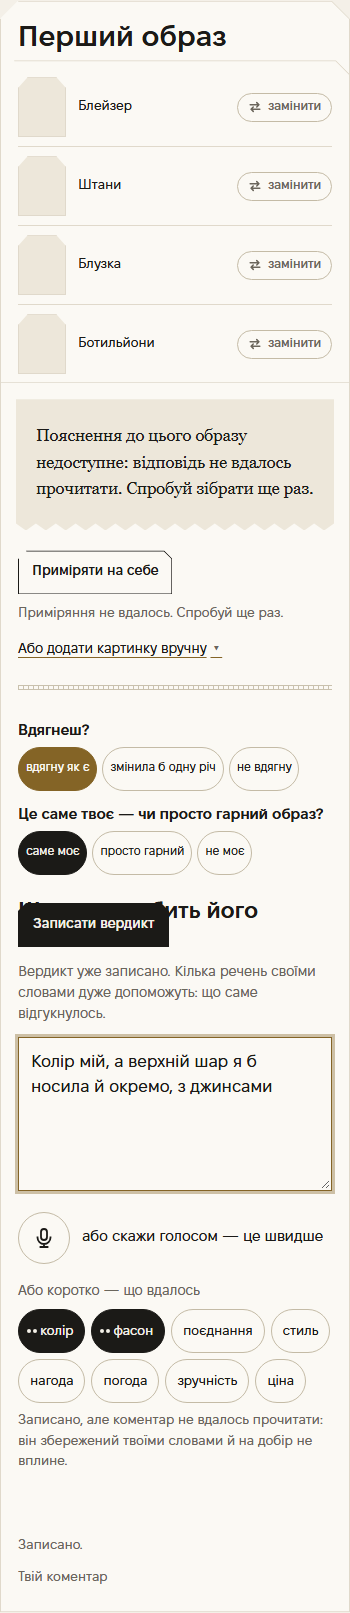 Перший образ
Блейзер
замінити
Штани
замінити
Блузка
замінити
Ботильйони
замінити
Пояснення до цього образу
недоступне: відповідь не вдалось
прочитати. Спробуй зібрати ще раз.
Приміряти на себе
Приміряння не вдалось. Спробуй ще раз.
Або додати картинку вручну
Вдягнеш?
вдягну як є
змінила б одну річ
не вдягну
Це саме твоє — чи просто гарний образ?
саме моє
просто гарний
не моє
його
Записати вердикт
Вердикт уже записано. Кілька речень своїми
словами дуже допоможуть: що саме
відгукнулось.
Колір мій, а верхній шар я б
носила й окремо, з джинсами
або скажи голосом — це швидше
Або коротко — що вдалось
колір
фасон
поєднання
стиль
нагода
погода
зручність
ціна
Записано, але коментар не вдалось прочитати:
він збережений твоїми словами й на добір не
вплине.
Записано.
Твій коментар